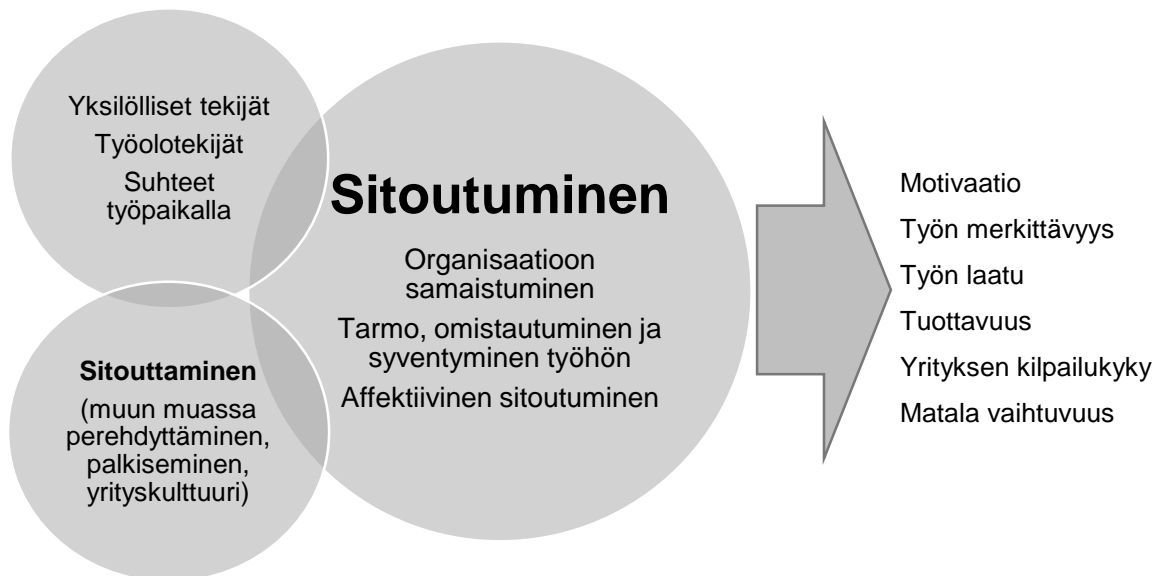 Yksilölliset tekijät
Työolotekijät
Suhteet
työpaikalla
Sitouttaminen
(muun muassa
perehdyttäminen,
palkiseminen,
yrityskulttuuri)
Sitoutuminen
Organisaatioon
samaistuminen
Tarmo, omistautuminen ja
syventyminen työhön
Affektiivinen sitoutuminen
Motivaatio
Työn merkittävyys
Työn laatu
Tuottavuus
Yrityksen kilpailukyky
Matala vaihtuvuus